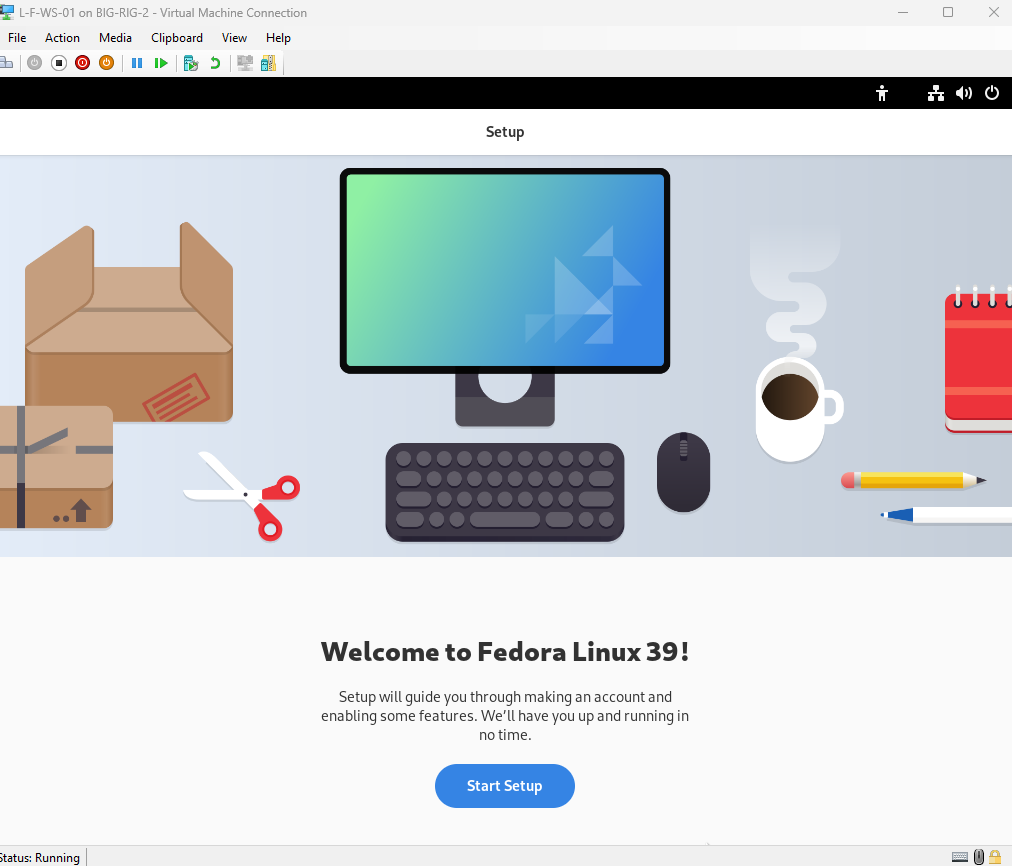 L-F-WS-01 on BIG-RIG-2 - Virtual Machine Connection
File Action Media Clipboard View Help
Setup
Welcome to Fedora Linux 39!
Setup will guide you through making an account and
enabling some features. We'll have you up and running in
no time.
Start Setup
Status: Running